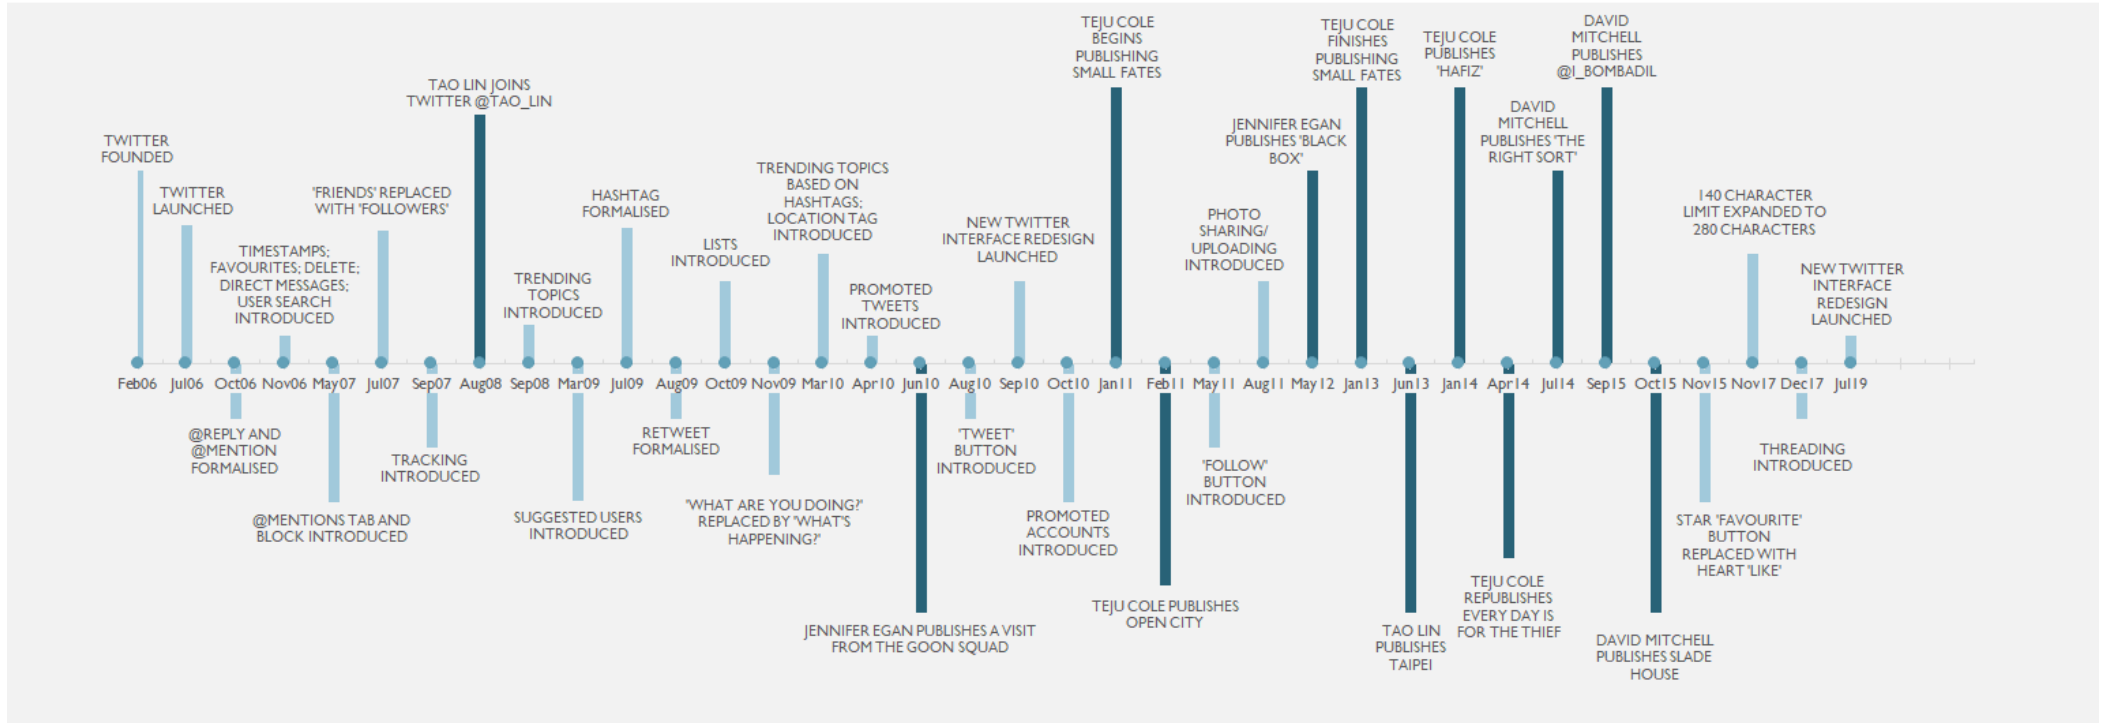 TWITTER
FOUNDED
TWITTER
LAUNCHED
TIMESTAMPS;
FAVOURITES; DELETE;
DIRECT MESSAGES;
USER SEARCH
INTRODUCED
'FRIENDS' REPLACED
WITH 'FOLLOWERS'
TAO LIN JOINS
TWITTER @TAO_LIN
TRENDING
TOPICS
INTRODUCED
HASHTAG
FORMALISED
LISTS
INTRODUCED
TRENDING TOPICS
BASED ON
HASHTAGS;
LOCATION TAG
INTRODUCED
PROMOTED
TWEETS
INTRODUCED
NEW TWITTER
INTERFACE REDESIGN
LAUNCHED
TEJU COLE
BEGINS
PUBLISHING
SMALL FATES
PHOTO
SHARING/
UPLOADING
INTRODUCED
JENNIFER EGAN
PUBLISHES 'BLACK
BOX'
TEJU COLE
FINISHES
PUBLISHING
SMALL FATES
TEJU COLE
PUBLISHES
'HAFIZ'
DAVID
MITCHELL
PUBLISHES 'THE
RIGHT SORT'
DAVID
MITCHELL
PUBLISHES
@I_BOMBADIL
140 CHARACTER
LIMIT EXPANDED TO
280 CHARACTERS
NEW TWITTER
INTERFACE
REDESIGN
LAUNCHED
Feb06 Jul06 Oct06 Nov06 May07 Jul07 Sep07 Aug08 Sep08 Mar09 Jul09 Aug09 Oct09 Nov09 Mar10 Apr10 Jun10 Aug10 Sep10 Oct10 Jan11 Feb11 May11 Aug11 May12 Jan13 Jun13 Jan14 Apr14 Jul14 Sep15 Oct15 Nov15 Nov17 Dec17 Jul19
@REPLY AND
@MENTION
FORMALISED
@MENTIONS TAB AND
BLOCK INTRODUCED
TRACKING
INTRODUCED
SUGGESTED USERS
INTRODUCED
RETWEET
FORMALISED
'WHAT ARE YOU DOING?'
REPLACED BY 'WHAT'S
HAPPENING?'
JENNIFER EGAN PUBLISHES A VISIT
FROM THE GOON SQUAD
'TWEET'
BUTTON
INTRODUCED
PROMOTED
ACCOUNTS
INTRODUCED
TEJU COLE PUBLISHES
OPEN CITY
'FOLLOW'
BUTTON
INTRODUCED
TAO LIN
PUBLISHES
TAIPEI
TEJU COLE
REPUBLISHES
EVERY DAY IS
FOR THE THIEF
DAVID MITCHELL
PUBLISHES SLADE
HOUSE
STAR 'FAVOURITE'
BUTTON
REPLACED WITH
HEART 'LIKE'
THREADING
INTRODUCED